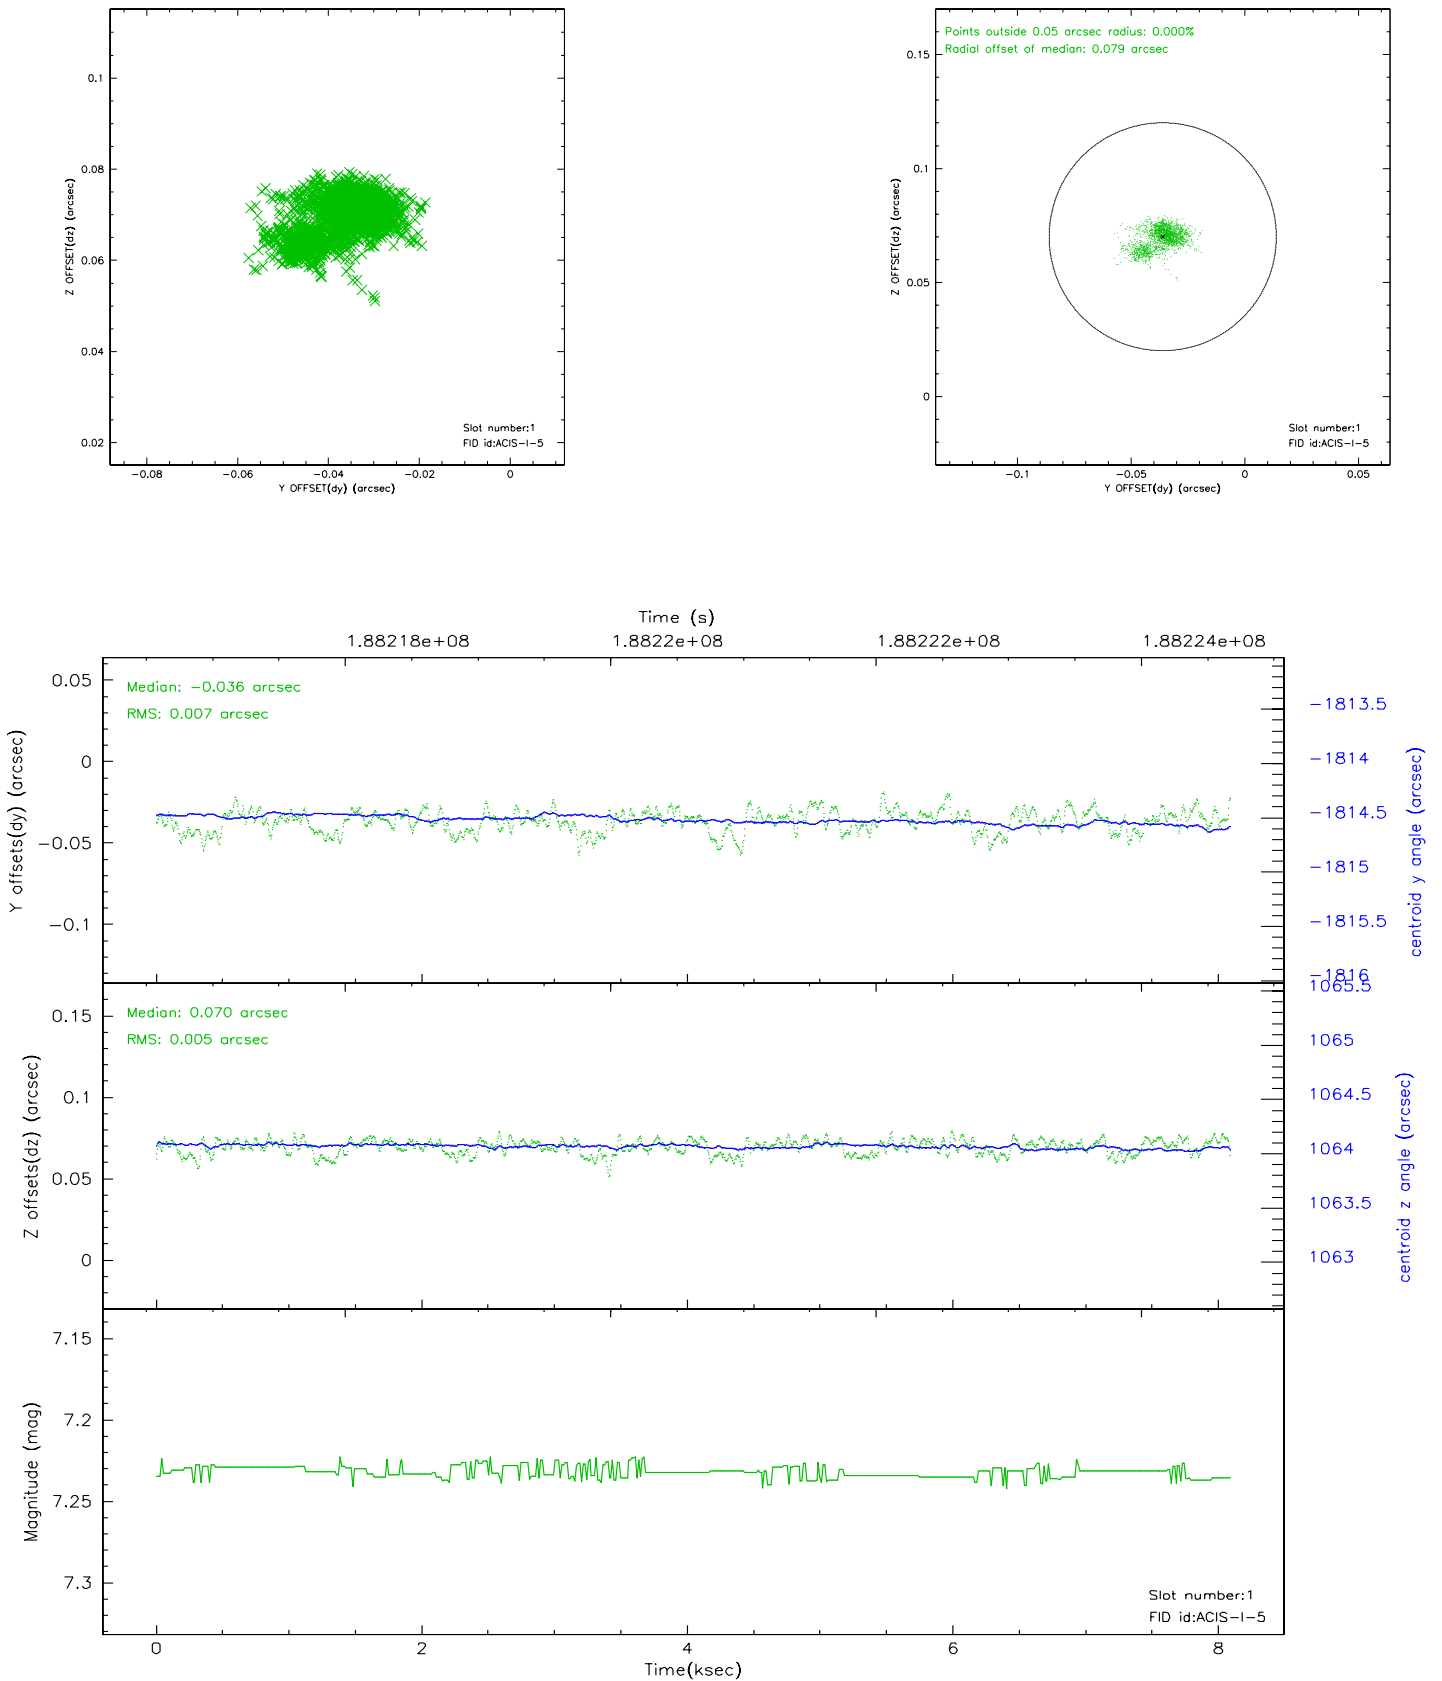 0.1
0.08
0.06
0.04
0.02
Z OFFSET(dz) (arcsec)
Slot number:1
FID id:ACIS-I-5
-0.08 -0.06 -0.04 -0.02 0
Y OFFSET(dy) (arcsec)
Points outside 0.05 arcsec radius: 0.000%
Radial offset of median: 0.079 arcsec
0.15
0.1
0.05
0
Z OFFSET(dz) (arcsec)
Slot number:1
FID id:ACIS-I-5
-0.1 -0.05 0 0.05
Y OFFSET(dy) (arcsec)
Time (s)
1.88218e+08 1.8822e+08 1.88222e+08 1.88224e+08
Median: -0.036 arcsec
RMS: 0.007 arcsec
0.05
0
-0.05
-0.1
Y offsets(dy) (arcsec)
-1813.5
-1814
-1814.5
-1815
-1815.5
-1816
centroid y angle (arcsec)
Median: 0.070 arcsec
RMS: 0.005 arcsec
0.15
0.1
0.05
0
Z offsets(dz) (arcsec)
1065.5
1065
1064.5
1064
1063.5
1063
centroid z angle (arcsec)
7.15
7.2
7.25
7.3
Magnitude (mag)
Slot number:1
FID id:ACIS-I-5
0 2 4 6 8
Time(ksec)